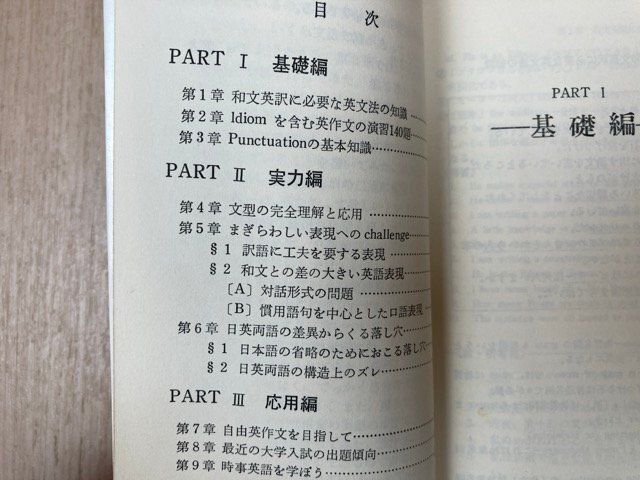 目次
PART I 基礎編
第1章 和文英訳に必要な英文法の知識
第2章 Idiom を含む英作文の演習140題
第3章 Punctuationの基本知識
PART II 実力編
第4章 文型の完全理解と応用
第5章 まぎらわしい表現への challenge
§1 訳語に工夫を要する表現
§2 和文との差の大きい英語表現
〔A〕対話形式の問題
〔B〕慣用語句を中心とした口語表現
第6章 日英両語の差異からくる落し穴
§1 日本語の省略のためにおこる落し穴
§2 日英両語の構造上のズレ
PART III 応用編
第7章 自由英作文を目指して
第8章 最近の大学入試の出題傾向
第9章 時事英語を学ぼう
PART I
——基礎編